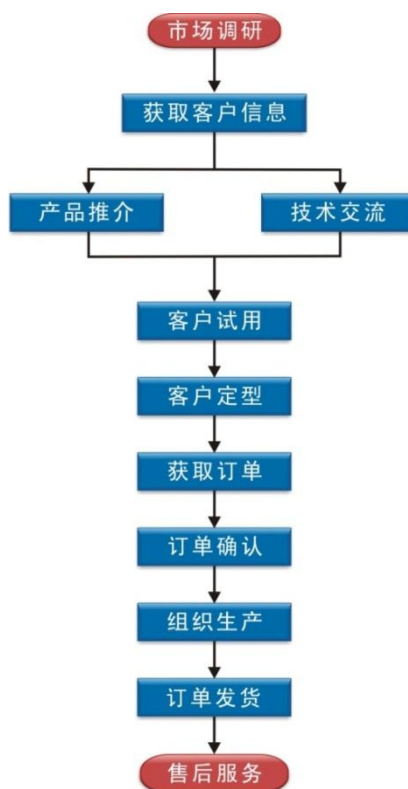 市场调研
获取客户信息
产品推介
技术交流
客户试用
客户定型
获取订单
订单确认
组织生产
订单发货
售后服务